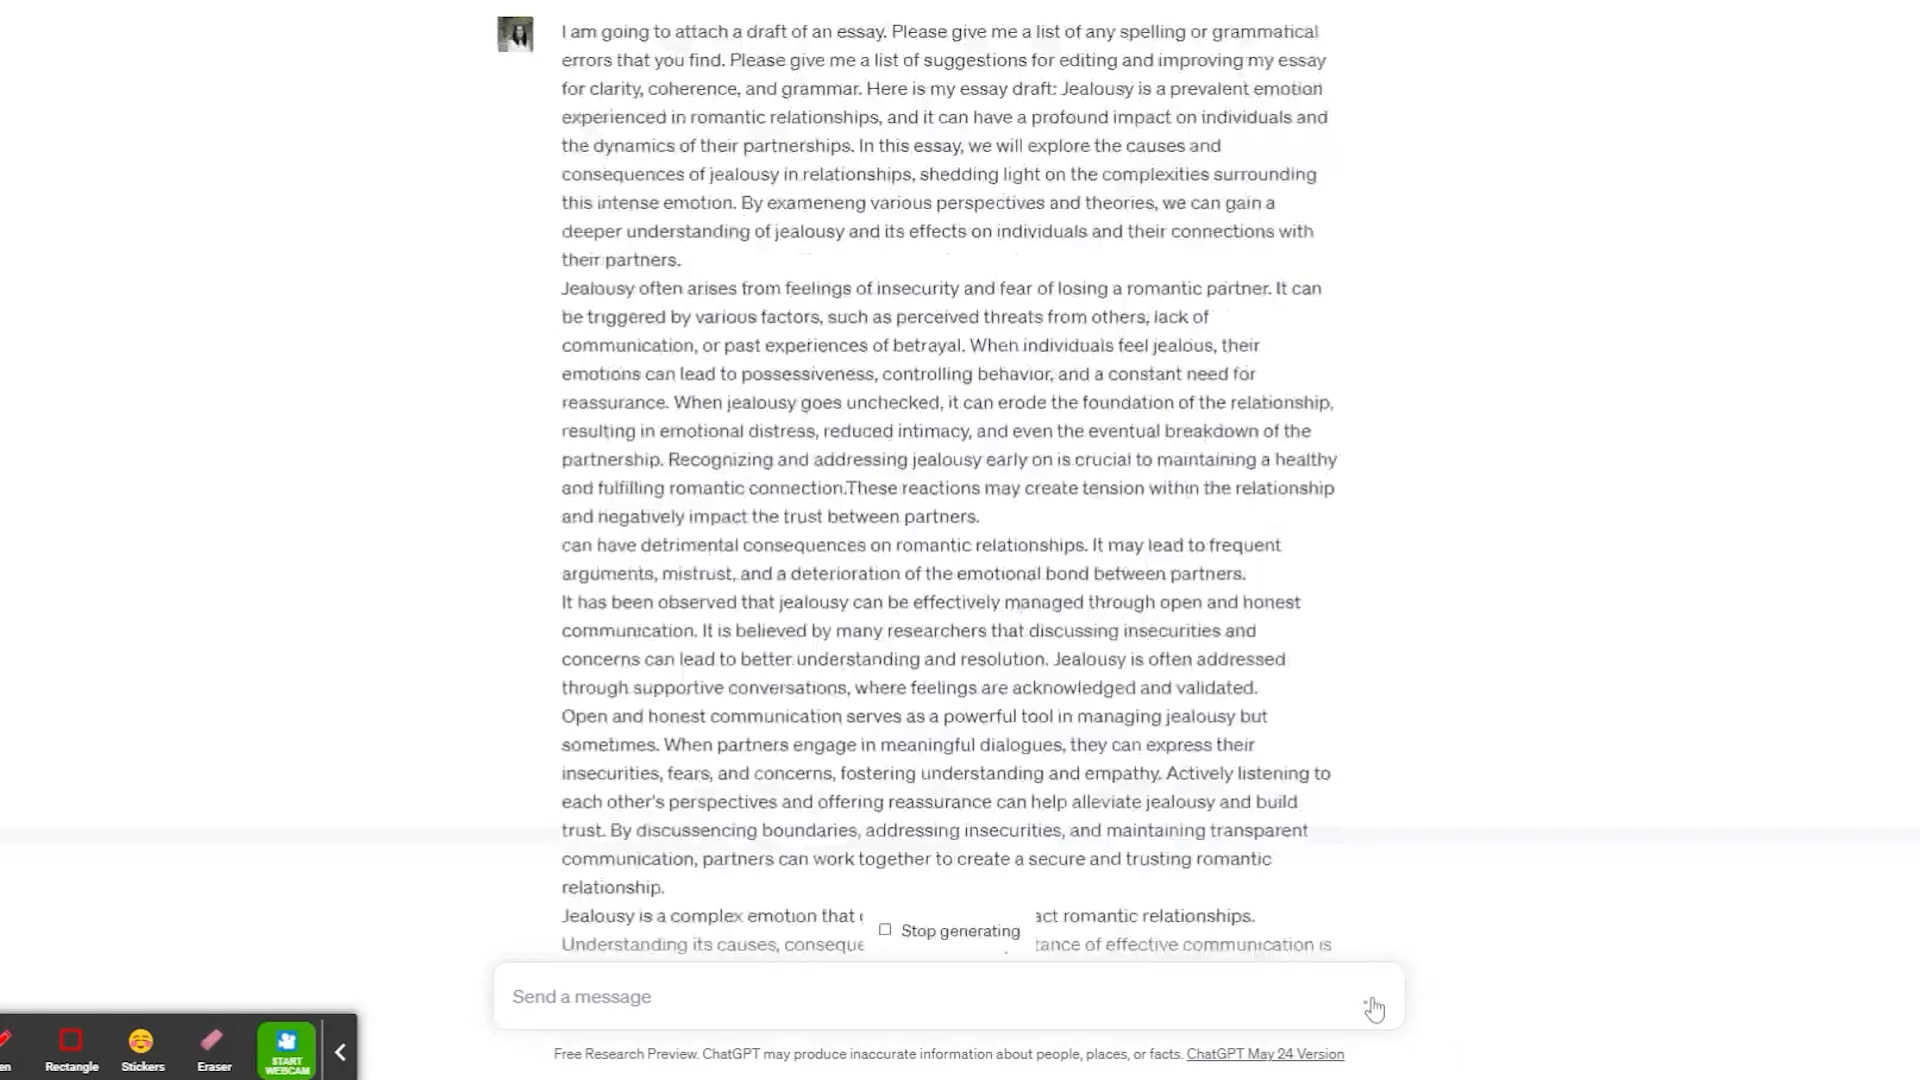 I am going to attach a draft of an essay. Please give me a list of any spelling or grammatical
errors that you find. Please give me a list of suggestions for editing and improving my essay
for clarity, coherence, and grammar. Here is my essay draft: Jealousy is a prevalent emotion
experienced in romantic relationships, and it can have a profound impact on individuals and
the dynamics of their partnerships. In this essay, we will explore the causes and
consequences of jealousy in relationships, shedding light on the complexities surrounding
this intense emotion. By exameneng various perspectives and theories, we can gain a
deeper understanding of jealousy and its effects on individuals and their connections with
their partners.
Jealousy often arises from feelings of insecurity and fear of losing a romantic partner. It can
be triggered by various factors, such as perceived threats from others, lack of
communication, or past experiences of betrayal. When individuals feel jealous, their
emotions can lead to possessiveness, controlling behavior, and a constant need for
reassurance. When jealousy goes unchecked, it can erode the foundation of the relationship,
resulting in emotional distress, reduced intimacy, and even the eventual breakdown of the
partnership. Recognizing and addressing jealousy early on is crucial to maintaining a healthy
and fulfilling romantic connection.These reactions may create tension within the relationship
and negatively impact the trust between partners.
can have detrimental consequences on romantic relationships. It may lead to frequent
arguments, mistrust, and a deterioration of the emotional bond between partners.
It has been observed that jealousy can be effectively managed through open and honest
communication. It is believed by many researchers that discussing insecurities and
concerns can lead to better understanding and resolution. Jealousy is often addressed
through supportive conversations, where feelings are acknowledged and validated.
Open and honest communication serves as a powerful tool in managing jealousy but
sometimes. When partners engage in meaningful dialogues, they can express their
insecurities, fears, and concerns, fostering understanding and empathy. Actively listening to
each other's perspectives and offering reassurance can help alleviate jealousy and build
trust. By discussencing boundaries, addressing insecurities, and maintaining transparent
communication, partners can work together to create a secure and trusting romantic
relationship.
Jealousy is a complex emotion that act romantic relationships.
Understanding its causes, conseque tance of effective communication is
Stop generating
Send a message
Free Research Preview. ChatGPT may produce inaccurate information about people, places, or facts. ChatGPT May 24 Version
en Rectangle Stickers Eraser START WEBCAM